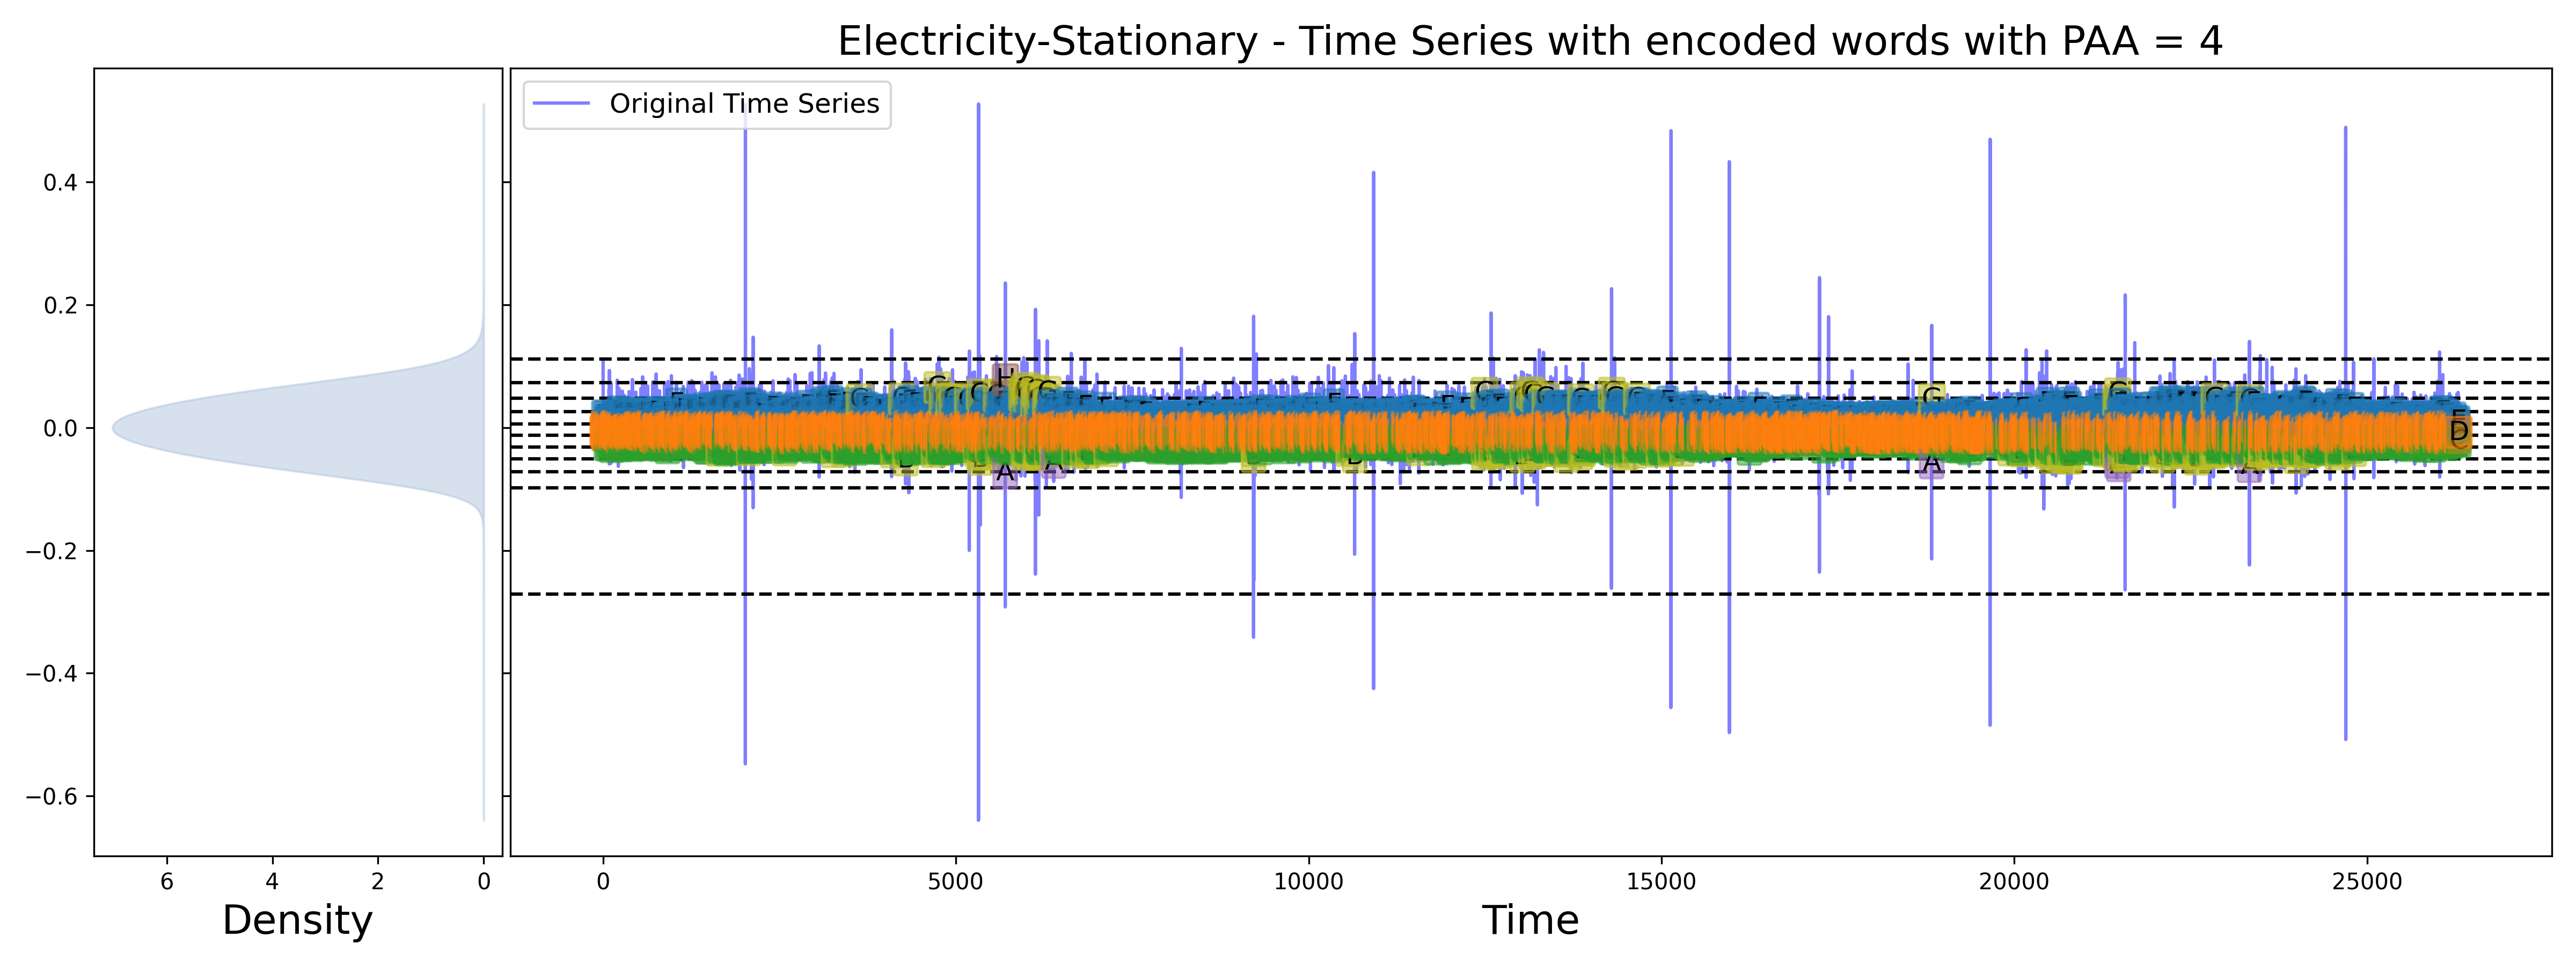 Electricity-Stationary - Time Series with encoded words with PAA = 4
Original Time Series
0.4
0.2
0.0
−0.2
−0.4
−0.6
G
H
G
G
G
G
G
G
G
A
A
D
6 4 2 0
0 5000 10000 15000 20000 25000
Density
Time